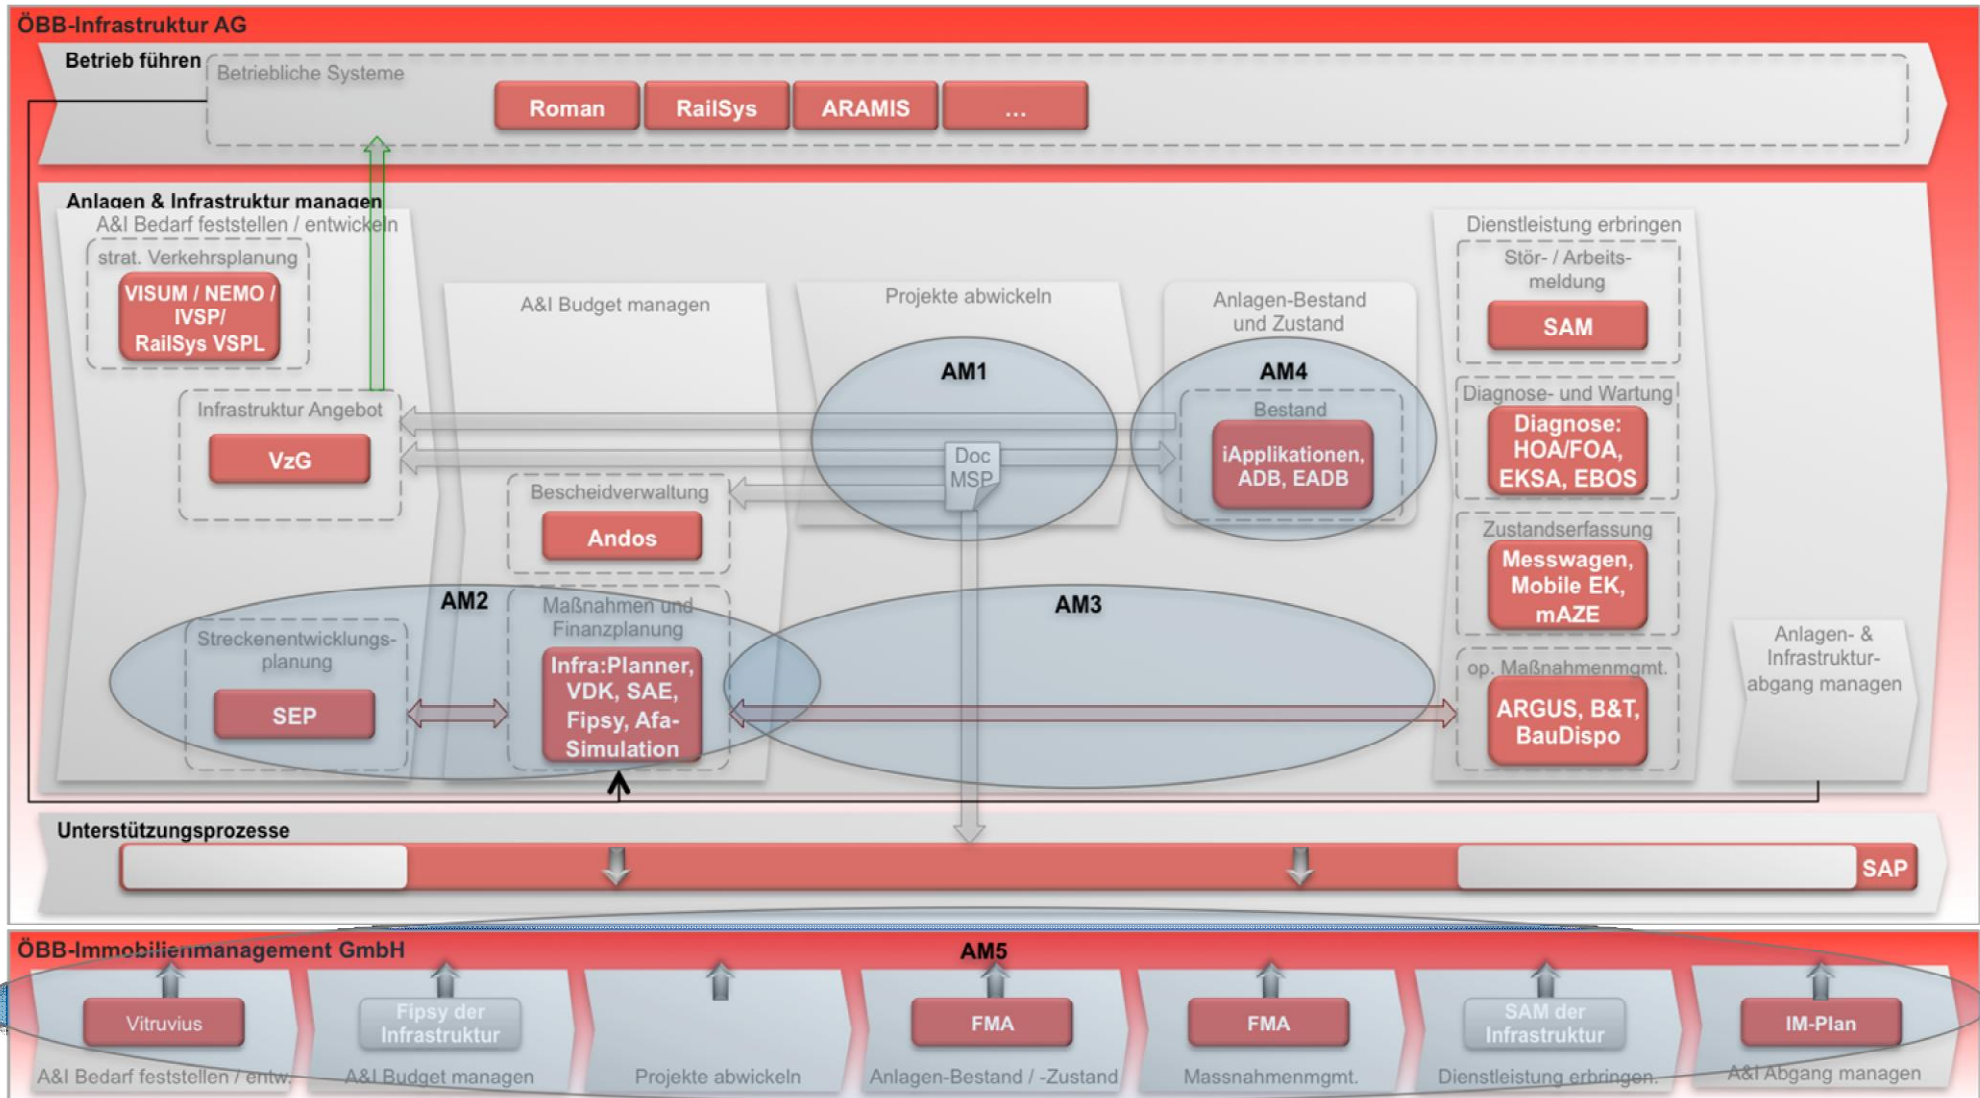 ÖBB-Infrastruktur AG
Betrieb führen
Betriebliche Systeme
Roman
RailSys
ARAMIS
...
Anlagen & Infrastruktur managen
A&I Bedarf feststellen / entwickeln
strat. Verkehrsplanung
VISUM / NEMO /
IVSP/
RailSys VSPL
Infrastruktur Angebot
VzG
Streckenentwicklungs-
planung
SEP
AM2
A&I Budget managen
Bescheidverwaltung
Andos
Maßnahmen und
Finanzplanung
Infra:Planner,
VDK, SAE,
Fipsy, Afa-
Simulation
Projekte abwickeln
AM1
Doc
MSP
AM3
Anlagen-Bestand
und Zustand
AM4
Bestand
iApplikationen,
ADB, EADB
Dienstleistung erbringen
Stör- / Arbeits-
meldung
SAM
Diagnose- und Wartung
Diagnose:
HOA/FOA,
EKSA, EBOS
Zustandserfassung
Messwagen,
Mobile EK,
mAZE
op. Maßnahmenmgmt.
ARGUS, B&T,
BauDispo
Anlagen- &
Infrastruktur-
abgang managen
Unterstützungsprozesse
SAP
ÖBB-Immobilienmanagement GmbH
AM5
Vitruvius
A&I Bedarf feststellen / entw.
Fipsy der
Infrastruktur
A&I Budget managen
Projekte abwickeln
FMA
Anlagen-Bestand / -Zustand
FMA
Massnahmenmgmt.
SAM der
Infrastruktur
Dienstleistung erbringen.
IM-Plan
A&I Abgang managen